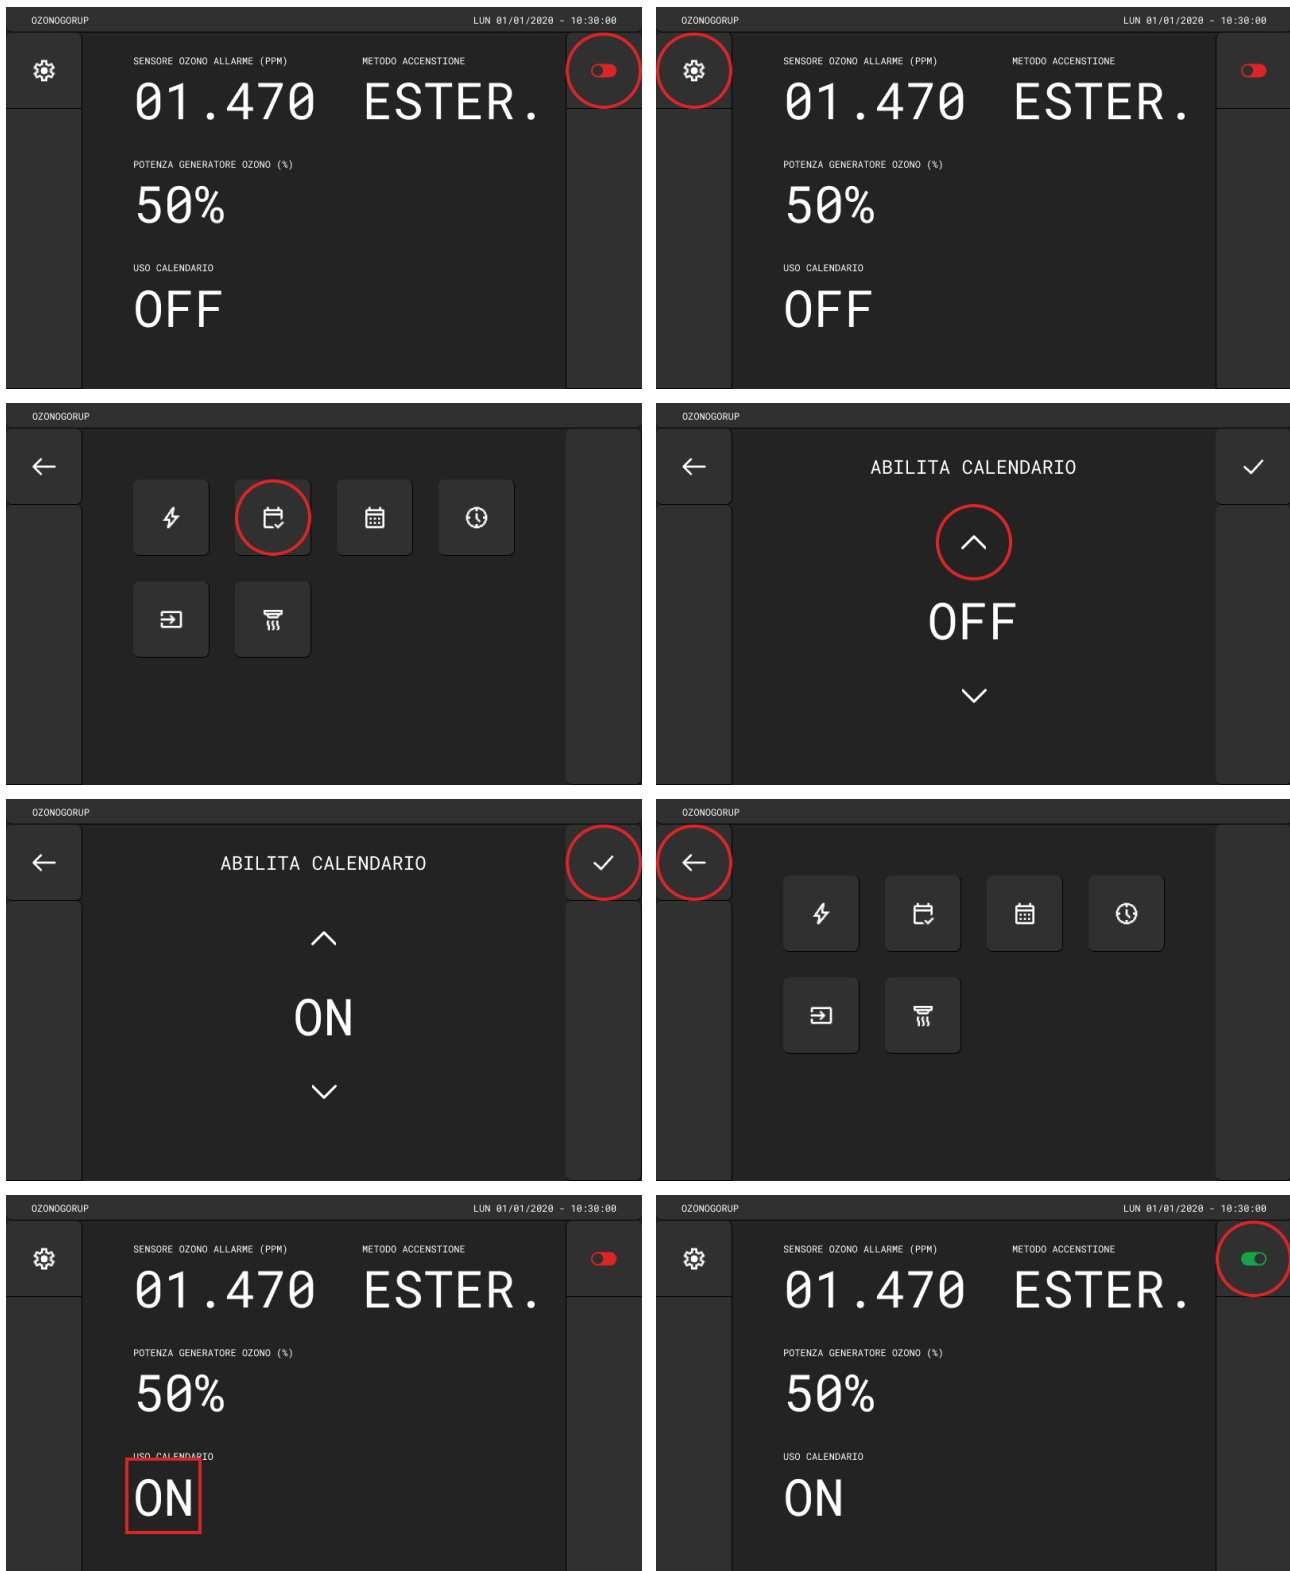 OZONOGORUP LUN 01/01/2020 - 10:30:00
SENSORE OZONO ALLARME (PPM) METODO ACCENSTIONE
01.470 ESTER.
POTENZA GENERATORE OZONO (%)
50%
USO CALENDARIO
OFF
OZONOGORUP LUN 01/01/2020 - 10:30:00
SENSORE OZONO ALLARME (PPM) METODO ACCENSTIONE
01.470 ESTER.
POTENZA GENERATORE OZONO (%)
50%
USO CALENDARIO
OFF
OZONOGORUP
OZONOGORUP
ABILITA CALENDARIO
OFF
OZONOGORUP
ABILITA CALENDARIO
ON
OZONOGORUP
OZONOGORUP LUN 01/01/2020 - 10:30:00
SENSORE OZONO ALLARME (PPM) METODO ACCENSTIONE
01.470 ESTER.
POTENZA GENERATORE OZONO (%)
50%
USO CALENDARIO
ON
OZONOGORUP LUN 01/01/2020 - 10:30:00
SENSORE OZONO ALLARME (PPM) METODO ACCENSTIONE
01.470 ESTER.
POTENZA GENERATORE OZONO (%)
50%
USO CALENDARIO
ON